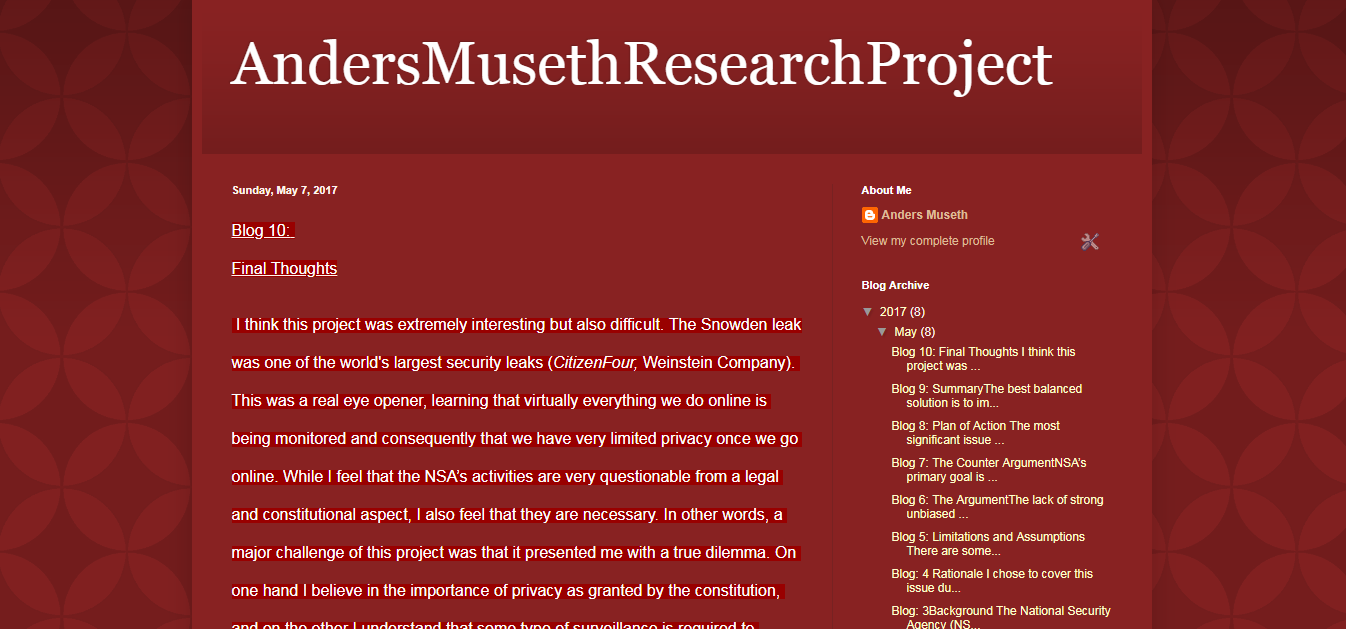 AndersMusethResearchProject
Sunday, May 7, 2017
Blog 10:
Final Thoughts
I think this project was extremely interesting but also difficult. The Snowden leak
was one of the world's largest security leaks (CitizenFour, Weinstein Company).
This was a real eye opener, learning that virtually everything we do online is
being monitored and consequently that we have very limited privacy once we go
online. While I feel that the NSA's activities are very questionable from a legal
and constitutional aspect, I also feel that they are necessary. In other words, a
major challenge of this project was that it presented me with a true dilemma. On
one hand I believe in the importance of privacy as granted by the constitution,
and on the other I understand that some type of surveillance is required to
About Me
Anders Museth
View my complete profile
Blog Archive
▼ 2017 (8)
▼ May (8)
Blog 10: Final Thoughts I think this
project was ...
Blog 9: SummaryThe best balanced
solution is to im...
Blog 8: Plan of Action The most
significant issue ...
Blog 7: The Counter ArgumentNSA's
primary goal is ...
Blog 6: The ArgumentThe lack of strong
unbiased ...
Blog 5: Limitations and Assumptions
There are some...
Blog: 4 Rationale I chose to cover this
issue du...
Blog: 3Background The National Security
Agency (NS...